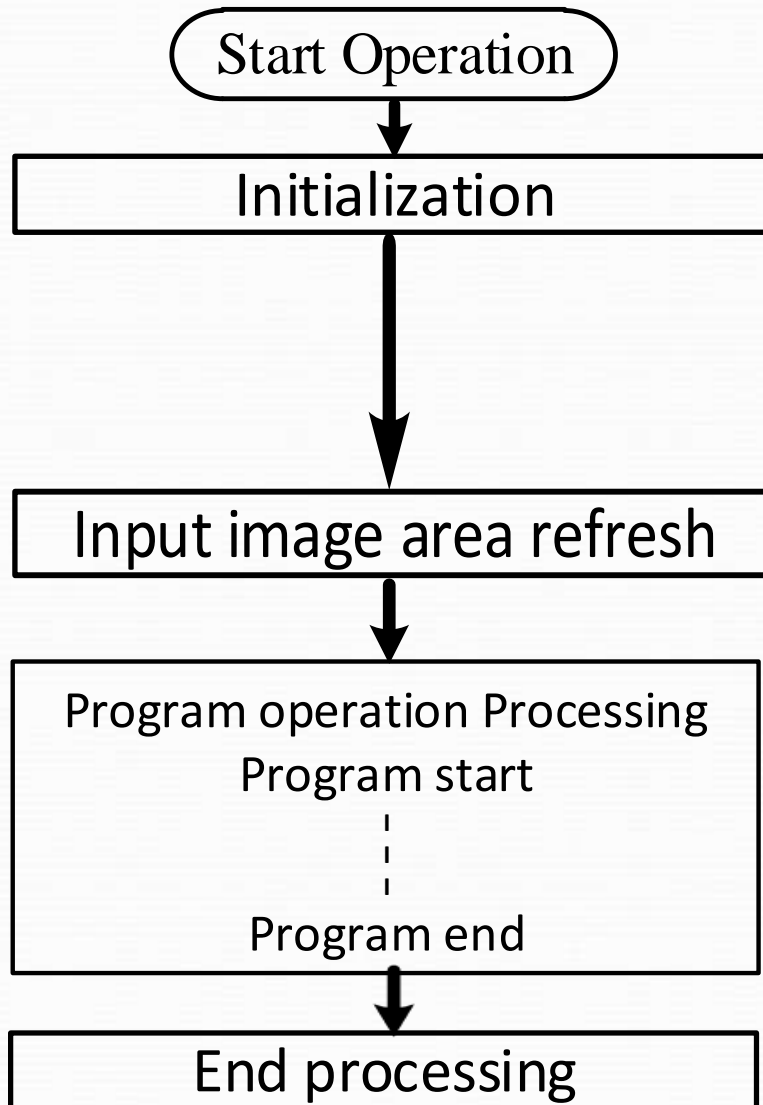 Start Operation
Initialization
Input image area refresh
Program operation Processing
Program start
Program end
End processing